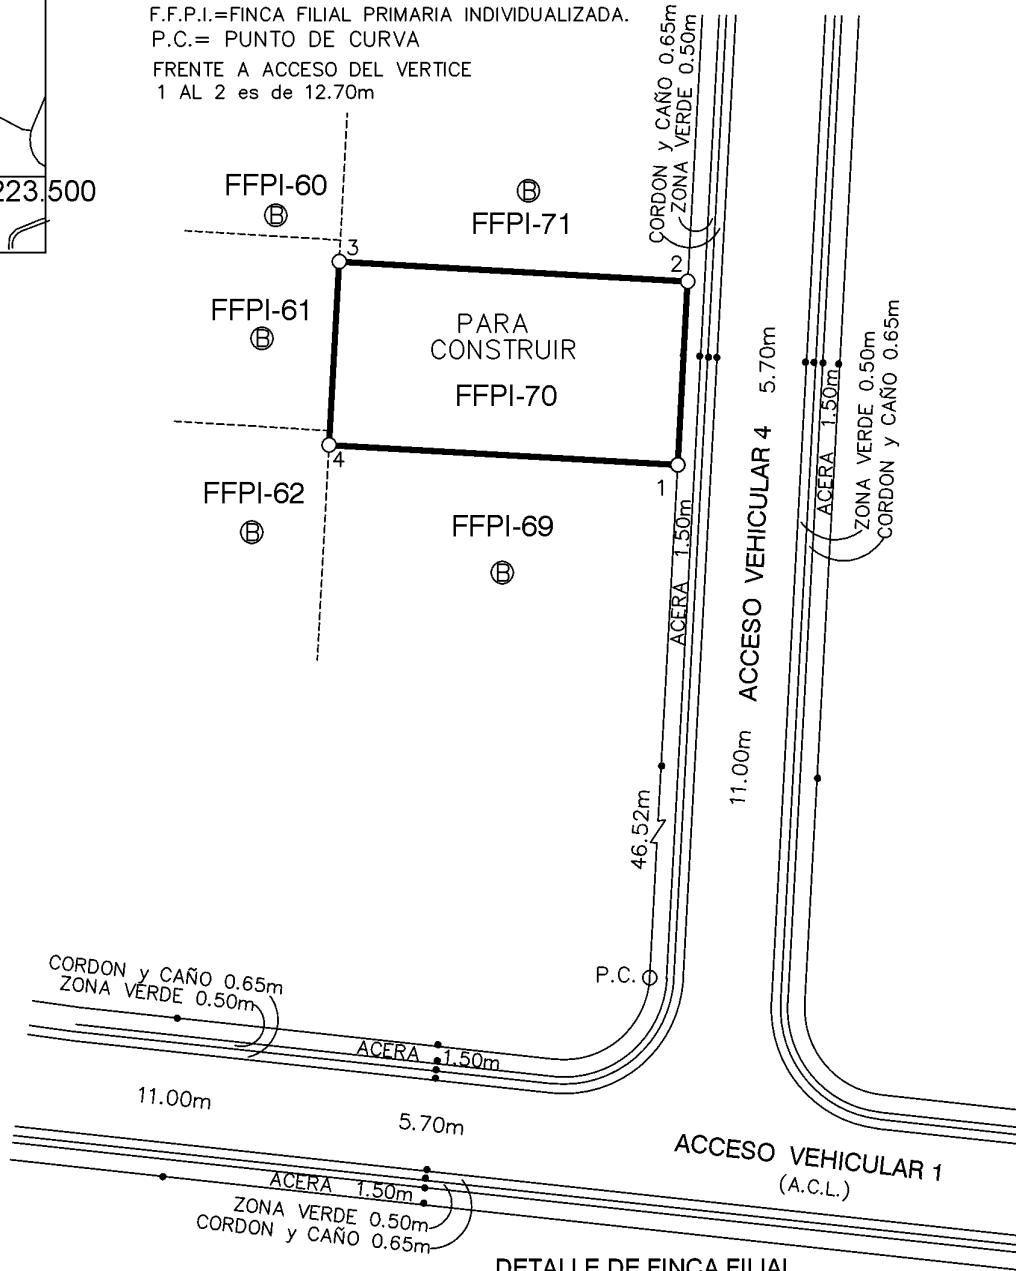 F.F.P.I.=FINCA FILIAL PRIMARIA INDIVIDUALIZADA.
P.C.= PUNTO DE CURVA
FRENTE A ACCESO DEL VERTICE
1 AL 2 es de 12.70m
223.500
CORDON y CAÑO 0.65m
ZONA VERDE 0.50m
FFPI-60
B
FFPI-71
B
3
2
FFPI-61
B
PARA
CONSTRUIR
FFPI-70
4
1
FFPI-62
B
FFPI-69
B
ACERA 1.50m
5.70m
ACCESO VEHICULAR 4
11.00m
ACERA 1.50m
ZONA VERDE 0.50m
CORDON y CAÑO 0.65m
46.52m
P.C.
CORDON y CAÑO 0.65m
ZONA VERDE 0.50m
ACERA 1.50m
11.00m
5.70m
ACCESO VEHICULAR 1
(A.C.L.)
ACERA 1.50m
ZONA VERDE 0.50m
CORDON y CAÑO 0.65m
DETALLE DE FINCA FILIAL